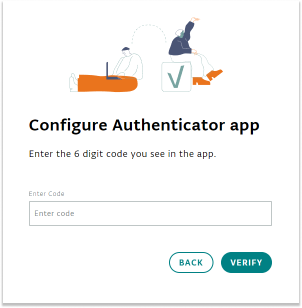 Configure Authenticator app
Enter the 6 digit code you see in the app.
Enter Code
Enter code
BACK
VERIFY